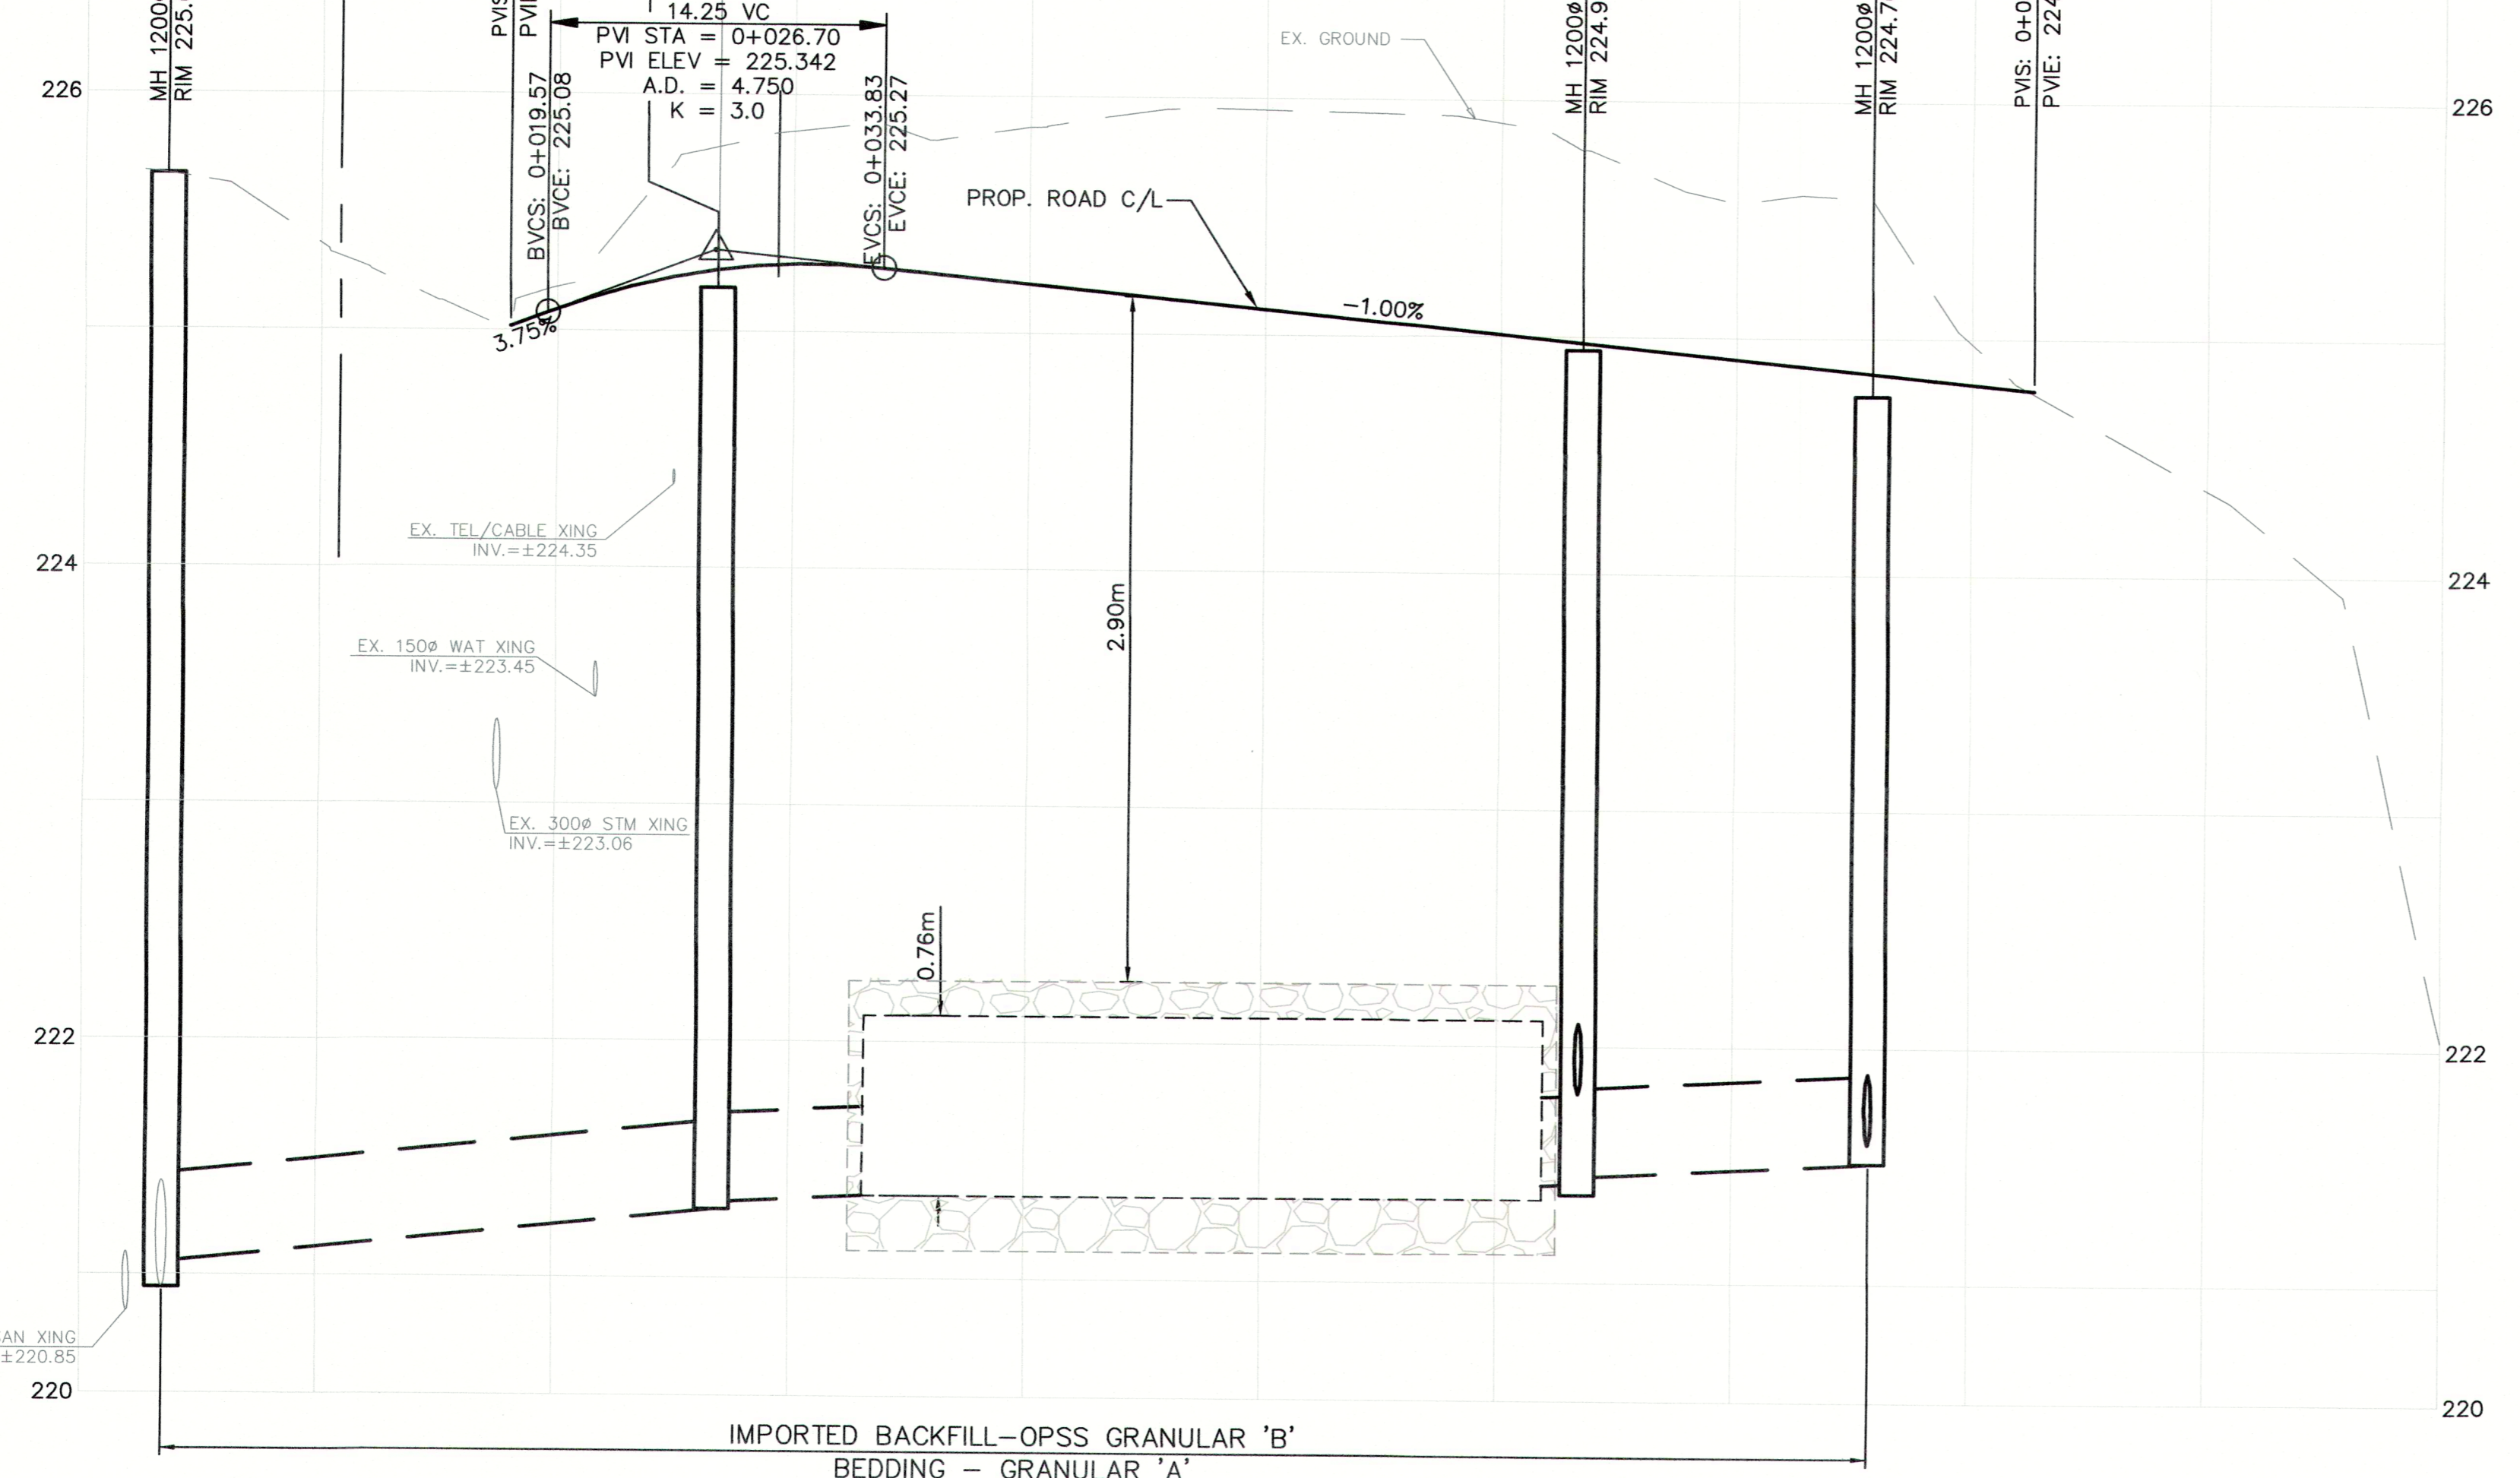 14.25 VC
PVI STA = 0+026.70
PVI ELEV = 225.342
A.D. = 4.750
K = 3.0
MH 1200
RIM 225.
PVIS
BVCS: 0+019.57
BVCE: 225.08
EVCS: 0+033.83
EVCE: 225.27
EX. GROUND
MH 1200ø
RIM 224.9
MH 1200ø
RIM 224.7
PVIS: 0+0
PVIE: 224
226
226
PROP. ROAD C/L
-1.00%
3.75%
EX. TEL/CABLE XING
INV.=±224.35
224
224
2.90m
EX. 150ø WAT XING
INV.=±223.45
EX. 300ø STM XING
INV.=±223.06
0.76m
222
222
AN XING
±220.85
220
220
IMPORTED BACKFILL-OPSS GRANULAR 'B'
BEDDING - GRANULAR 'A'